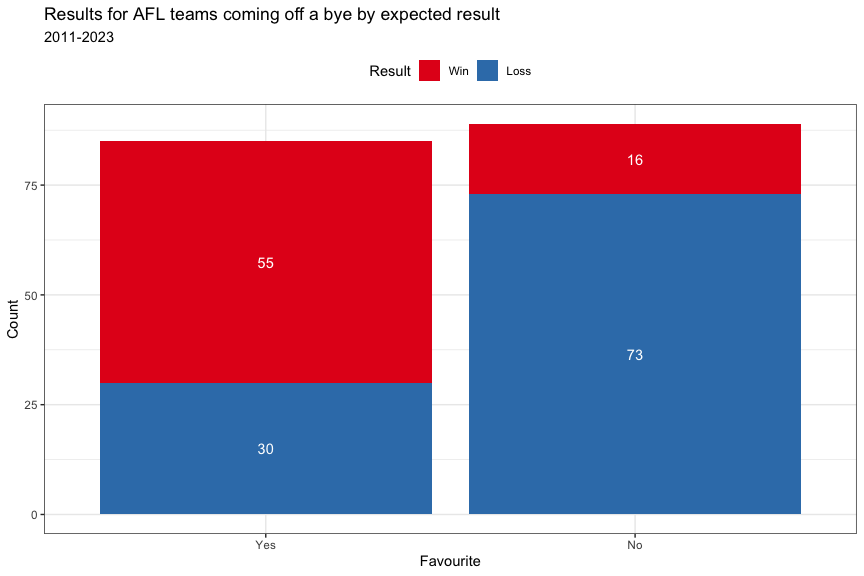 Results for AFL teams coming off a bye by expected result
2011-2023
Result Win Loss
Count
75
50
25
0
16
55
73
30
Yes No
Favourite